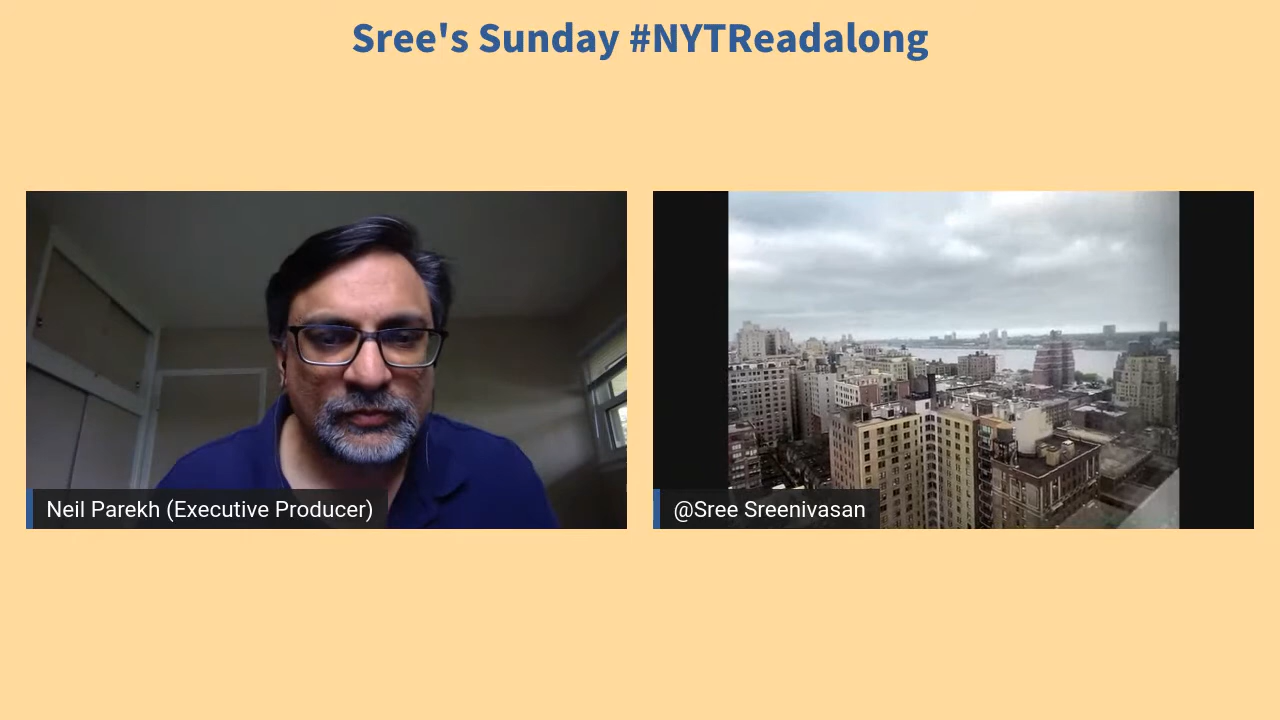 Sree's Sunday #NYTReadalong
Neil Parekh (Executive Producer)
@Sree Sreenivasan